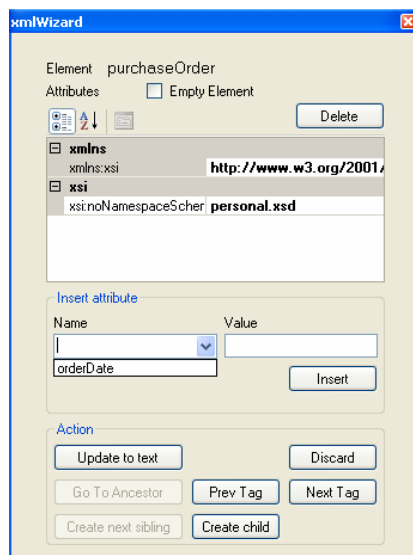 xmlWizard
Element purchaseOrder
Attributes Empty Element
Delete
xmlns
xmlns:xsi http://www.w3.org/2001/
xsi
xsi:noNamespaceScher personal.xsd
Insert attribute
Name Value
orderDate
Insert
Action
Update to text Discard
Go To Ancestor Prev Tag Next Tag
Create next sibling Create child